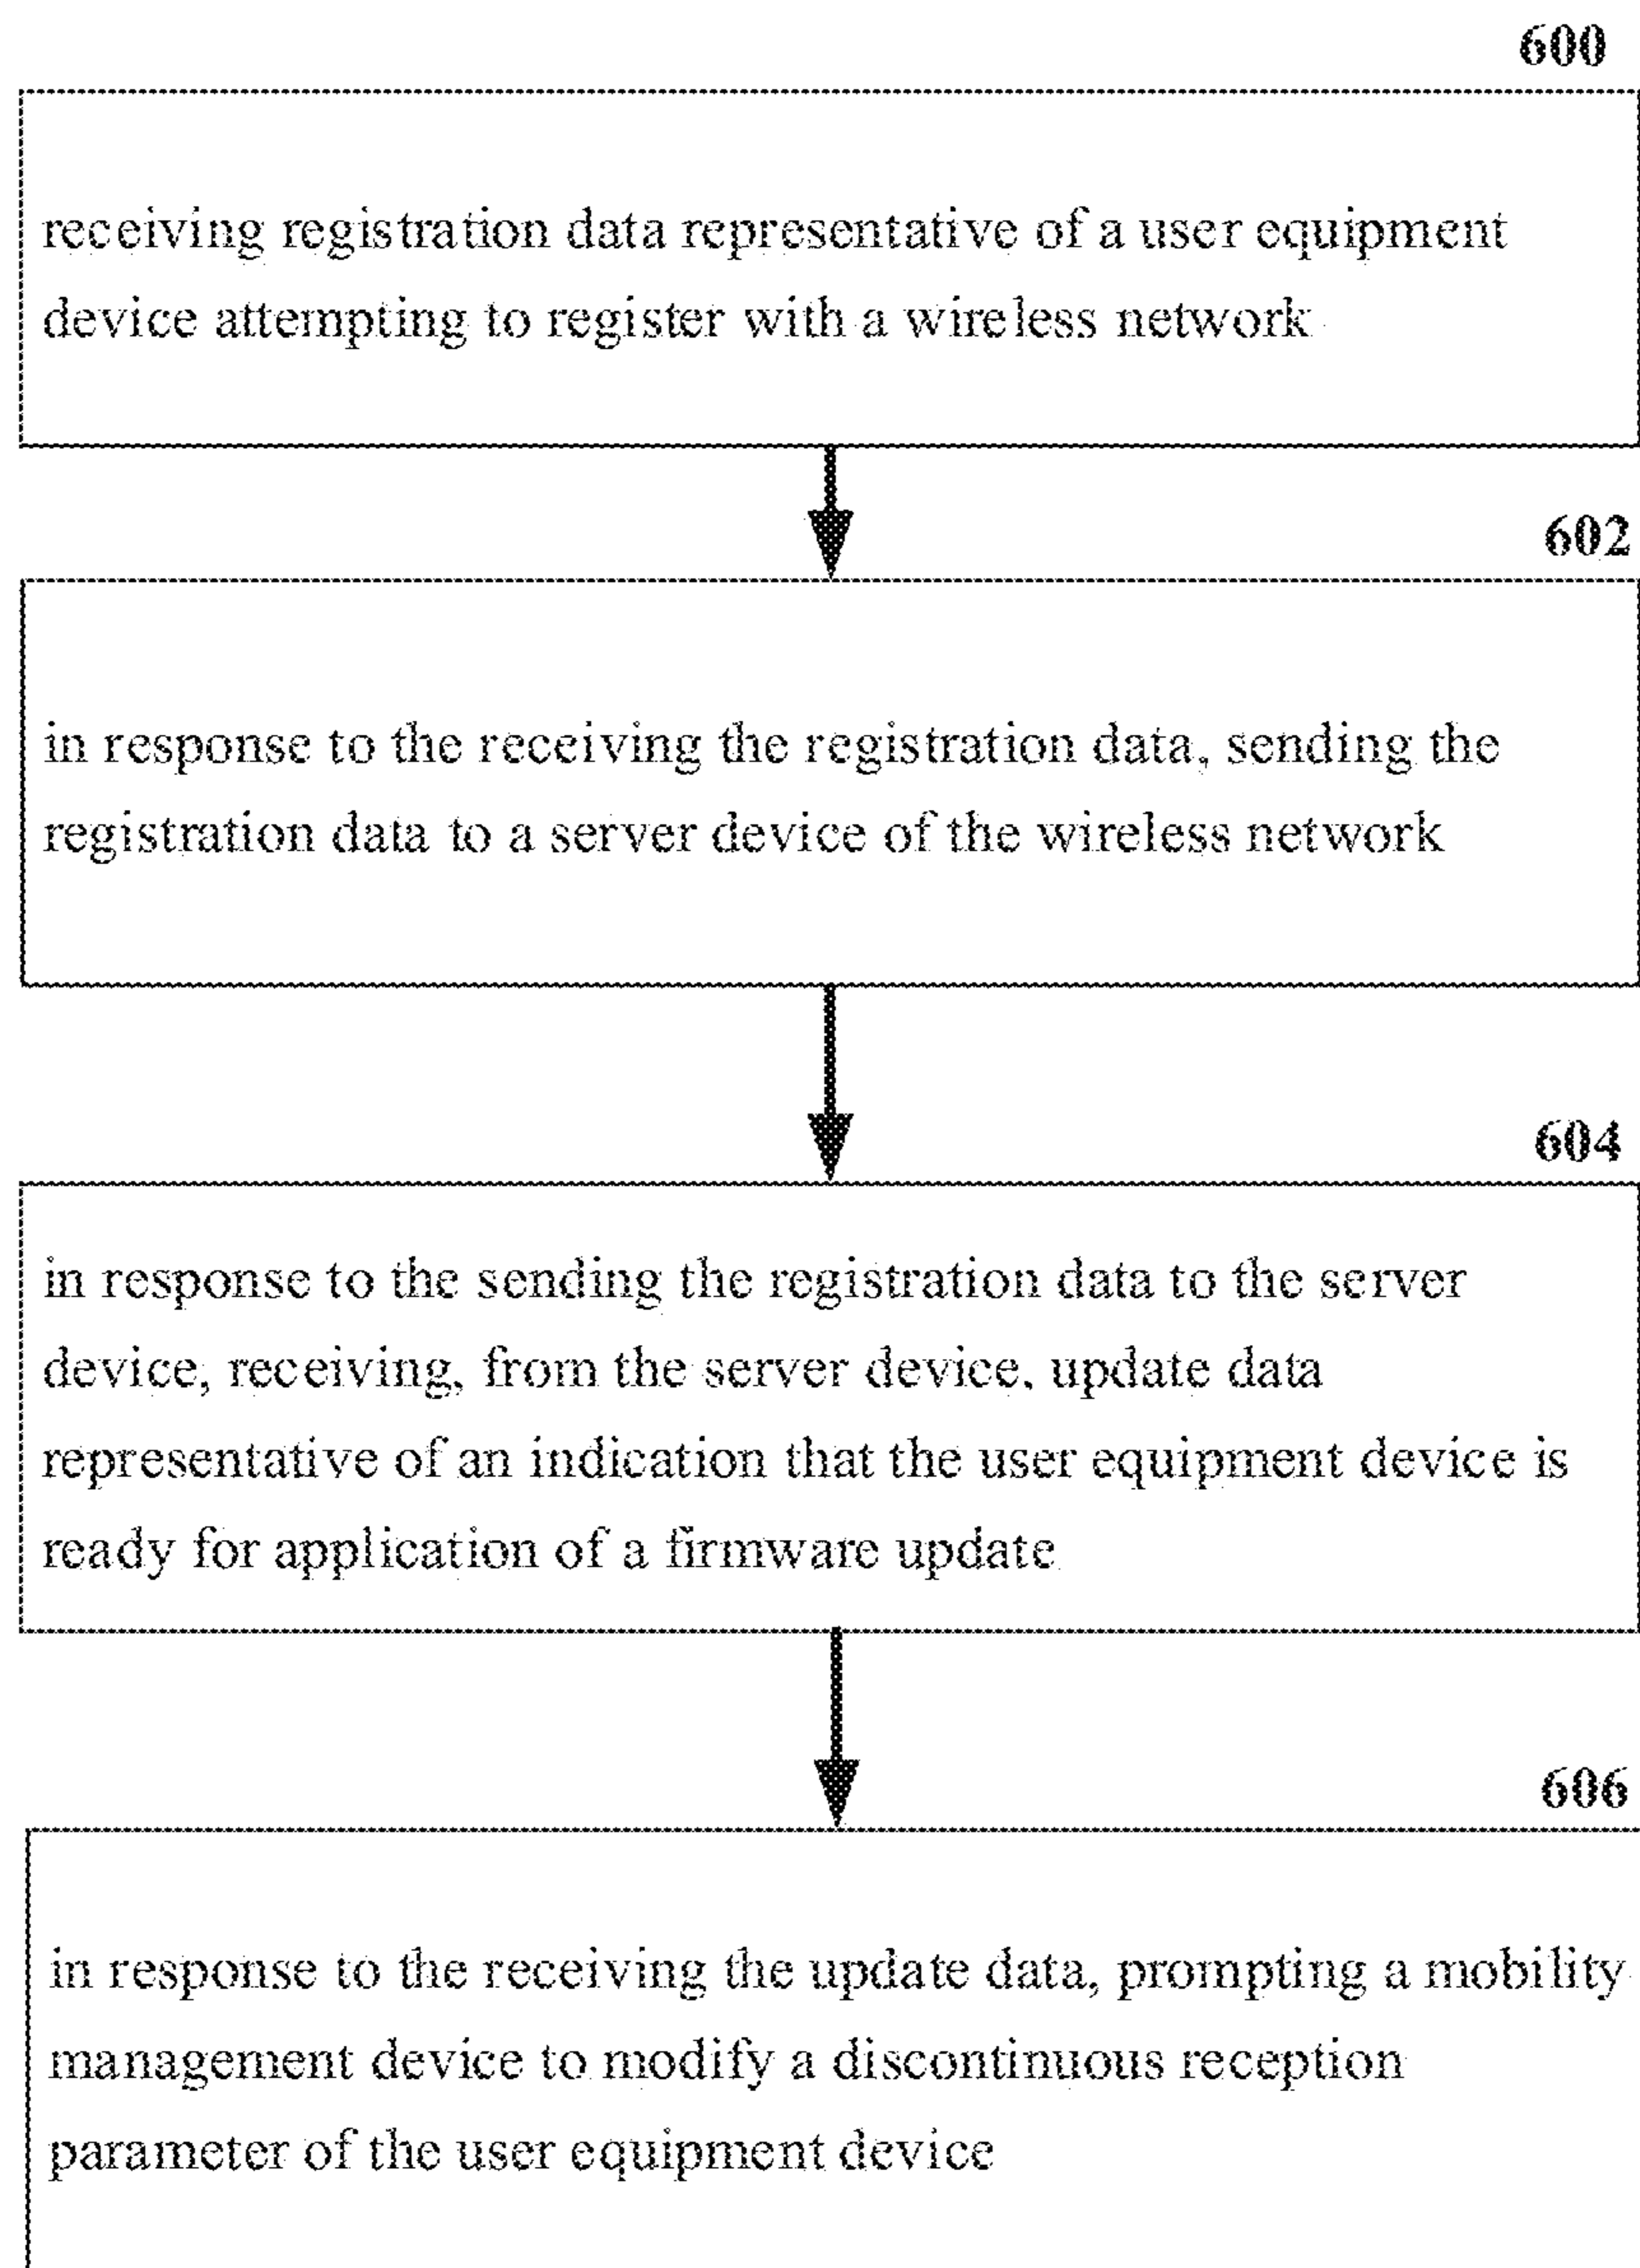 600
receiving registration data representative of a user equipment
device attempting to register with a wireless network
602
in response to the receiving the registration data, sending the
registration data to a server device of the wireless network
604
in response to the sending the registration data to the server
device, receiving, from the server device, update data
representative of an indication that the user equipment device is
ready for application of a firmware update
606
in response to the receiving the update data, prompting a mobility
management device to modify a discontinuous reception
parameter of the user equipment device